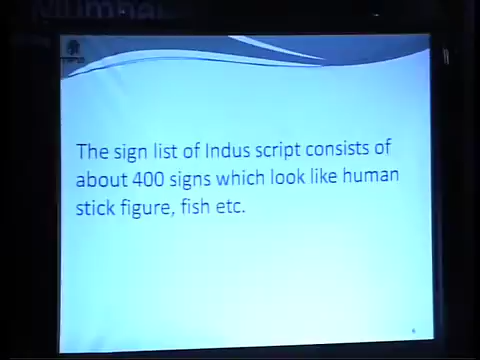 Mumbai
The sign list of Indus script consists of
about 400 signs which look like human
stick figure, fish etc.